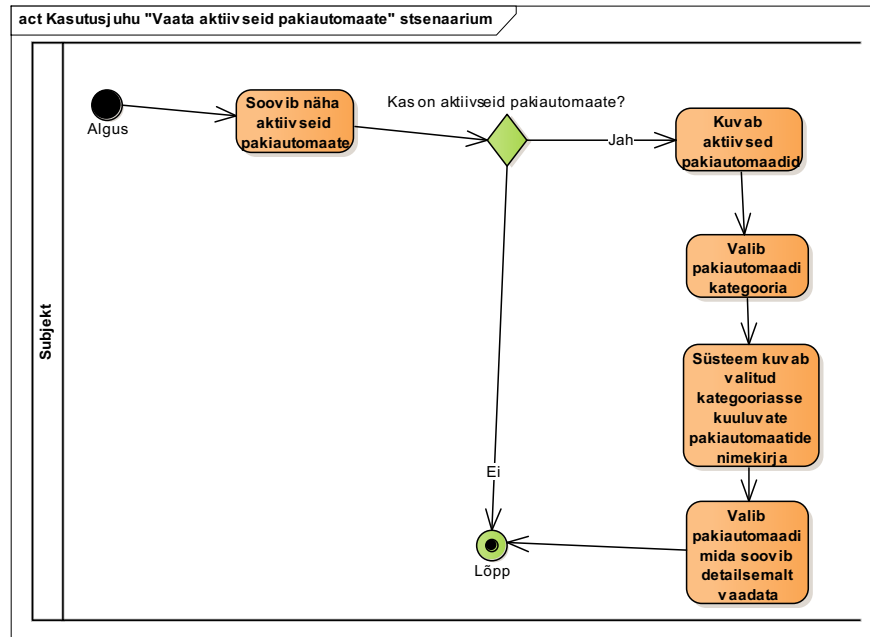 act Kasutusjuhu "Vaata aktiivseid pakiautomaate" stsenaarium
Subjekt
Algus
Soovib näha
aktiivseid
pakiautomaate
Kas on aktiivseid pakiautomaate?
Jah
Kuvab
aktiivsed
pakiautomaadid
Valib
pakiautomaadi
kategooria
Süsteem kuvab
valitud
kategooriasse
kuuluvate
pakiautomaatide
nimekirja
Ei
Valib
pakiautomaadi
mida soovib
detailsemalt
vaadata
Lõpp